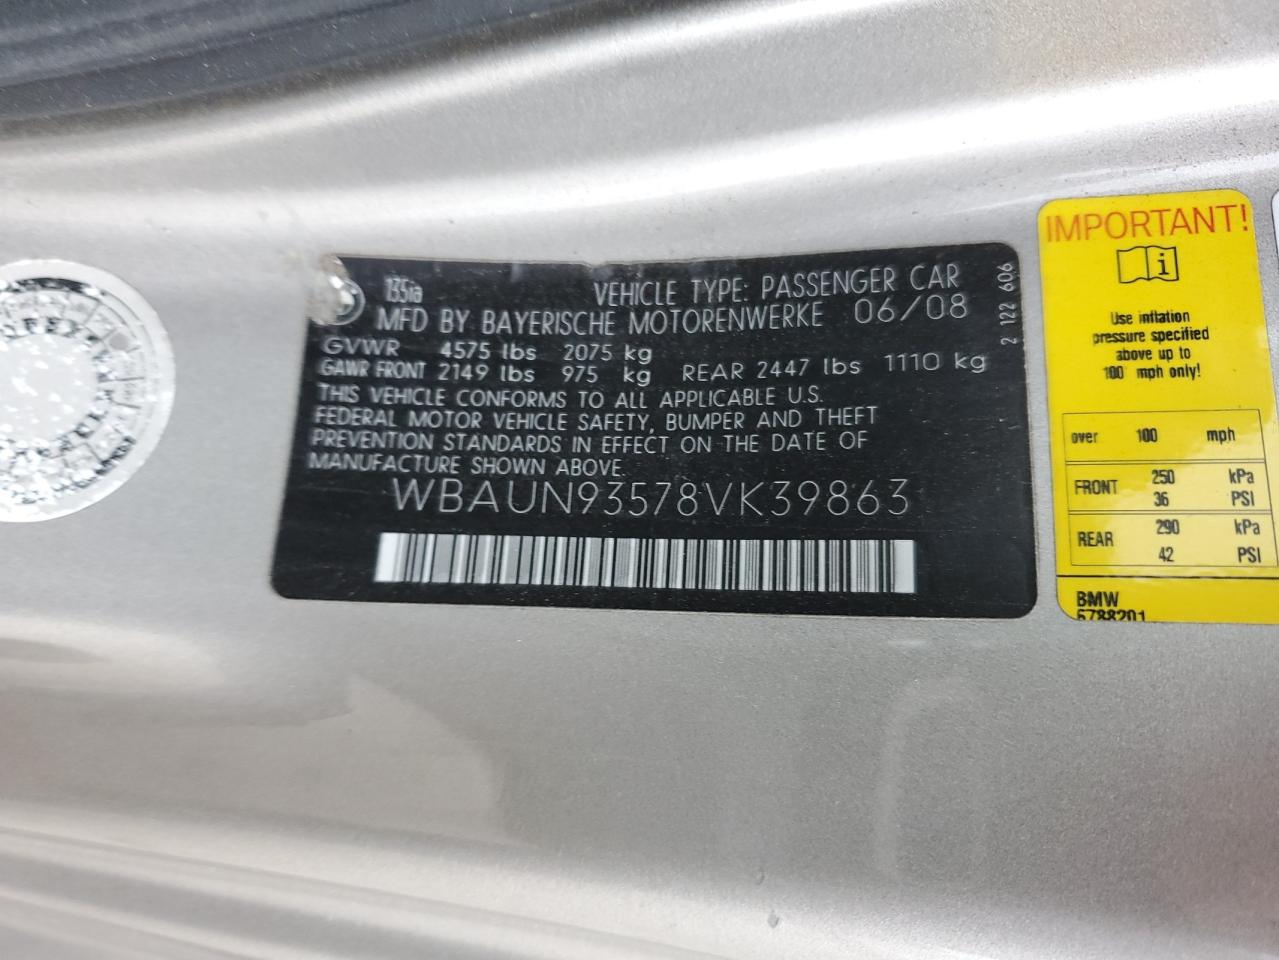 135ia
VEHICLE TYPE: PASSENGER CAR
MFD BY BAYERISCHE MOTORENWERKE 06/08
GVWR 4575 lbs 2075 kg
GAWR FRONT 2149 lbs 975 kg REAR 2447 lbs 1110 kg
THIS VEHICLE CONFORMS TO ALL APPLICABLE U.S.
FEDERAL MOTOR VEHICLE SAFETY, BUMPER AND THEFT
PREVENTION STANDARDS IN EFFECT ON THE DATE OF
MANUFACTURE SHOWN ABOVE
WBAUN93578VK39863
2 122 606
IMPORTANT!
i
Use inflation
pressure specified
above up to
100 mph only!
over 100 mph
FRONT 250 kPa
36 PSI
REAR 290 kPa
42 PSI
BMW
6788201